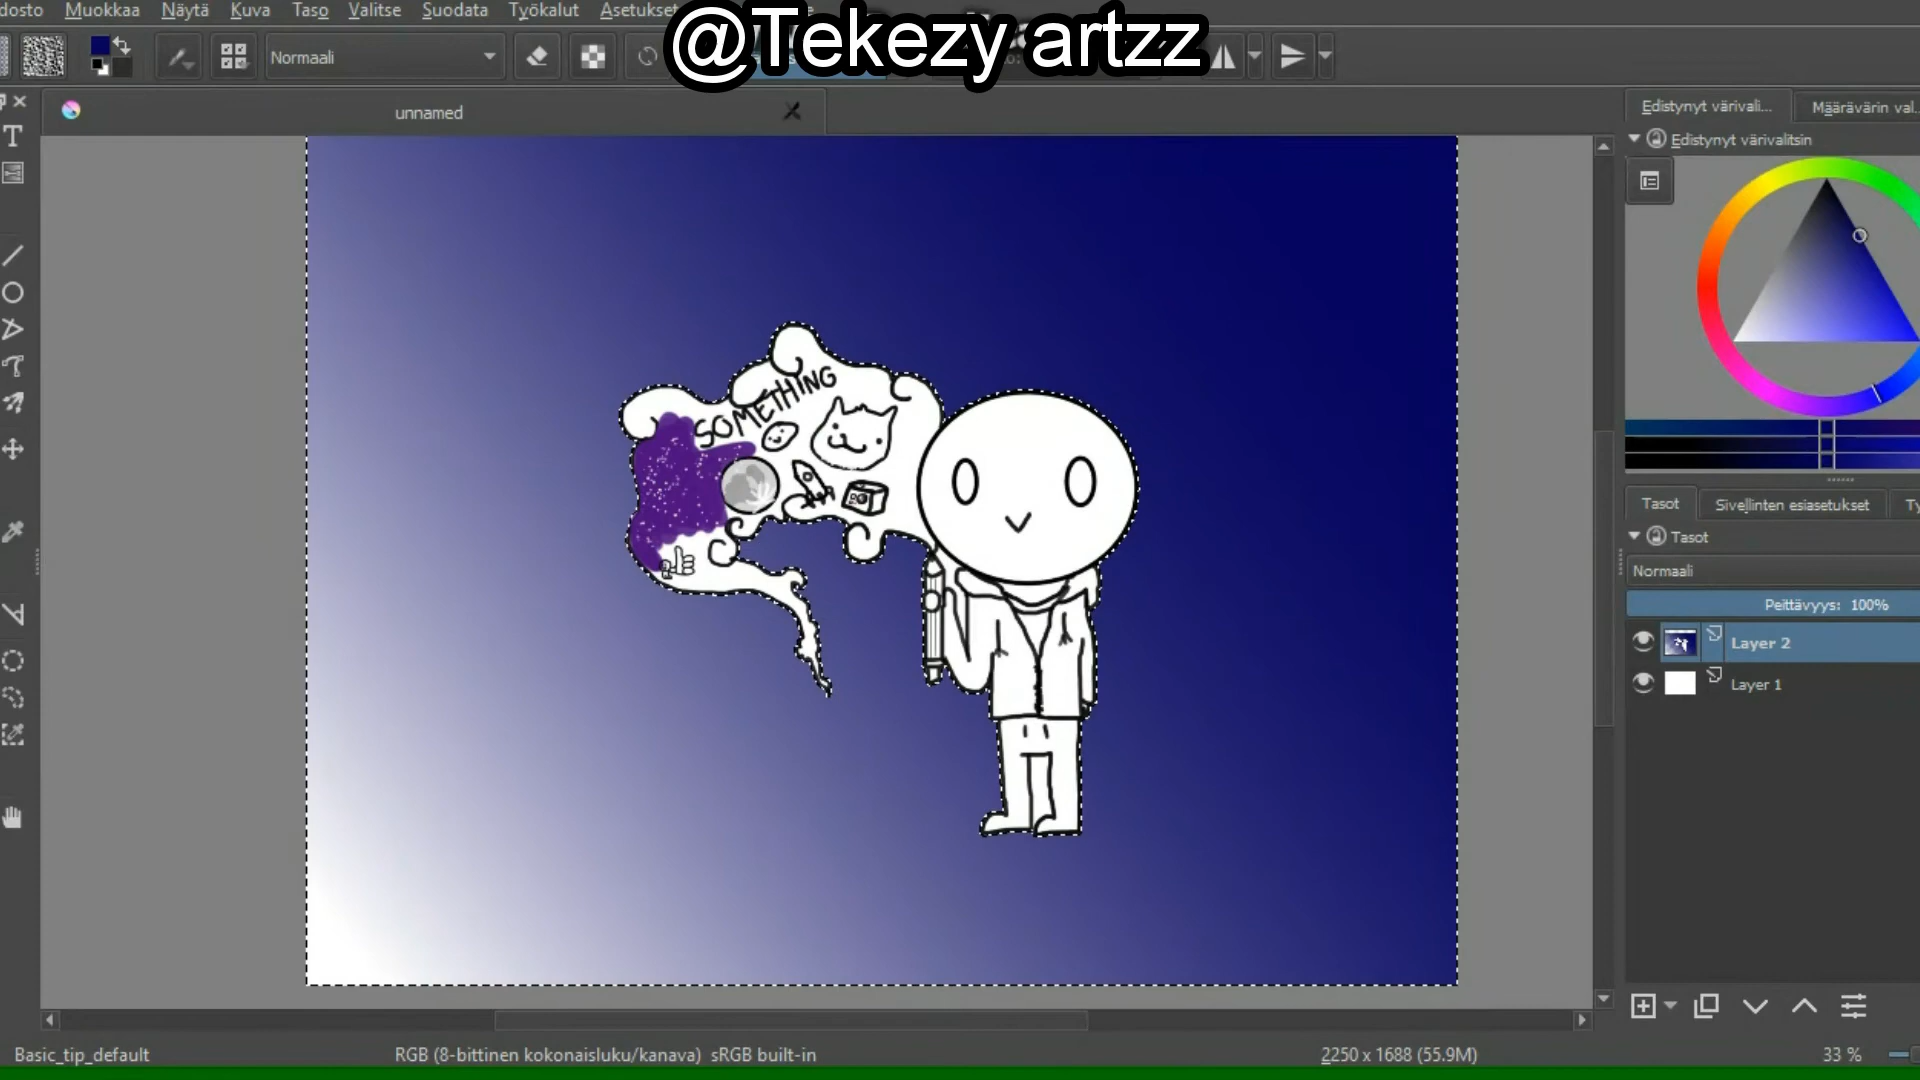 dosto Muokkaa Näytä Kuva Taso Valitse Suodata Työkalut Asetukset
@Tekezy artzz
Normaali
unnamed
Edistynyt värivali... Määrävärin val...
Edistynyt värivalitsin
SOMETHING
Tasot Sivellinten esiasetukset Ty
Tasot
Normaali
Peittävyys: 100%
Layer 2
Layer 1
Basic_tip_default RGB (8-bittinen kokonaisluku/kanava) sRGB built-in 2250 x 1688 (55.9M) 33 %